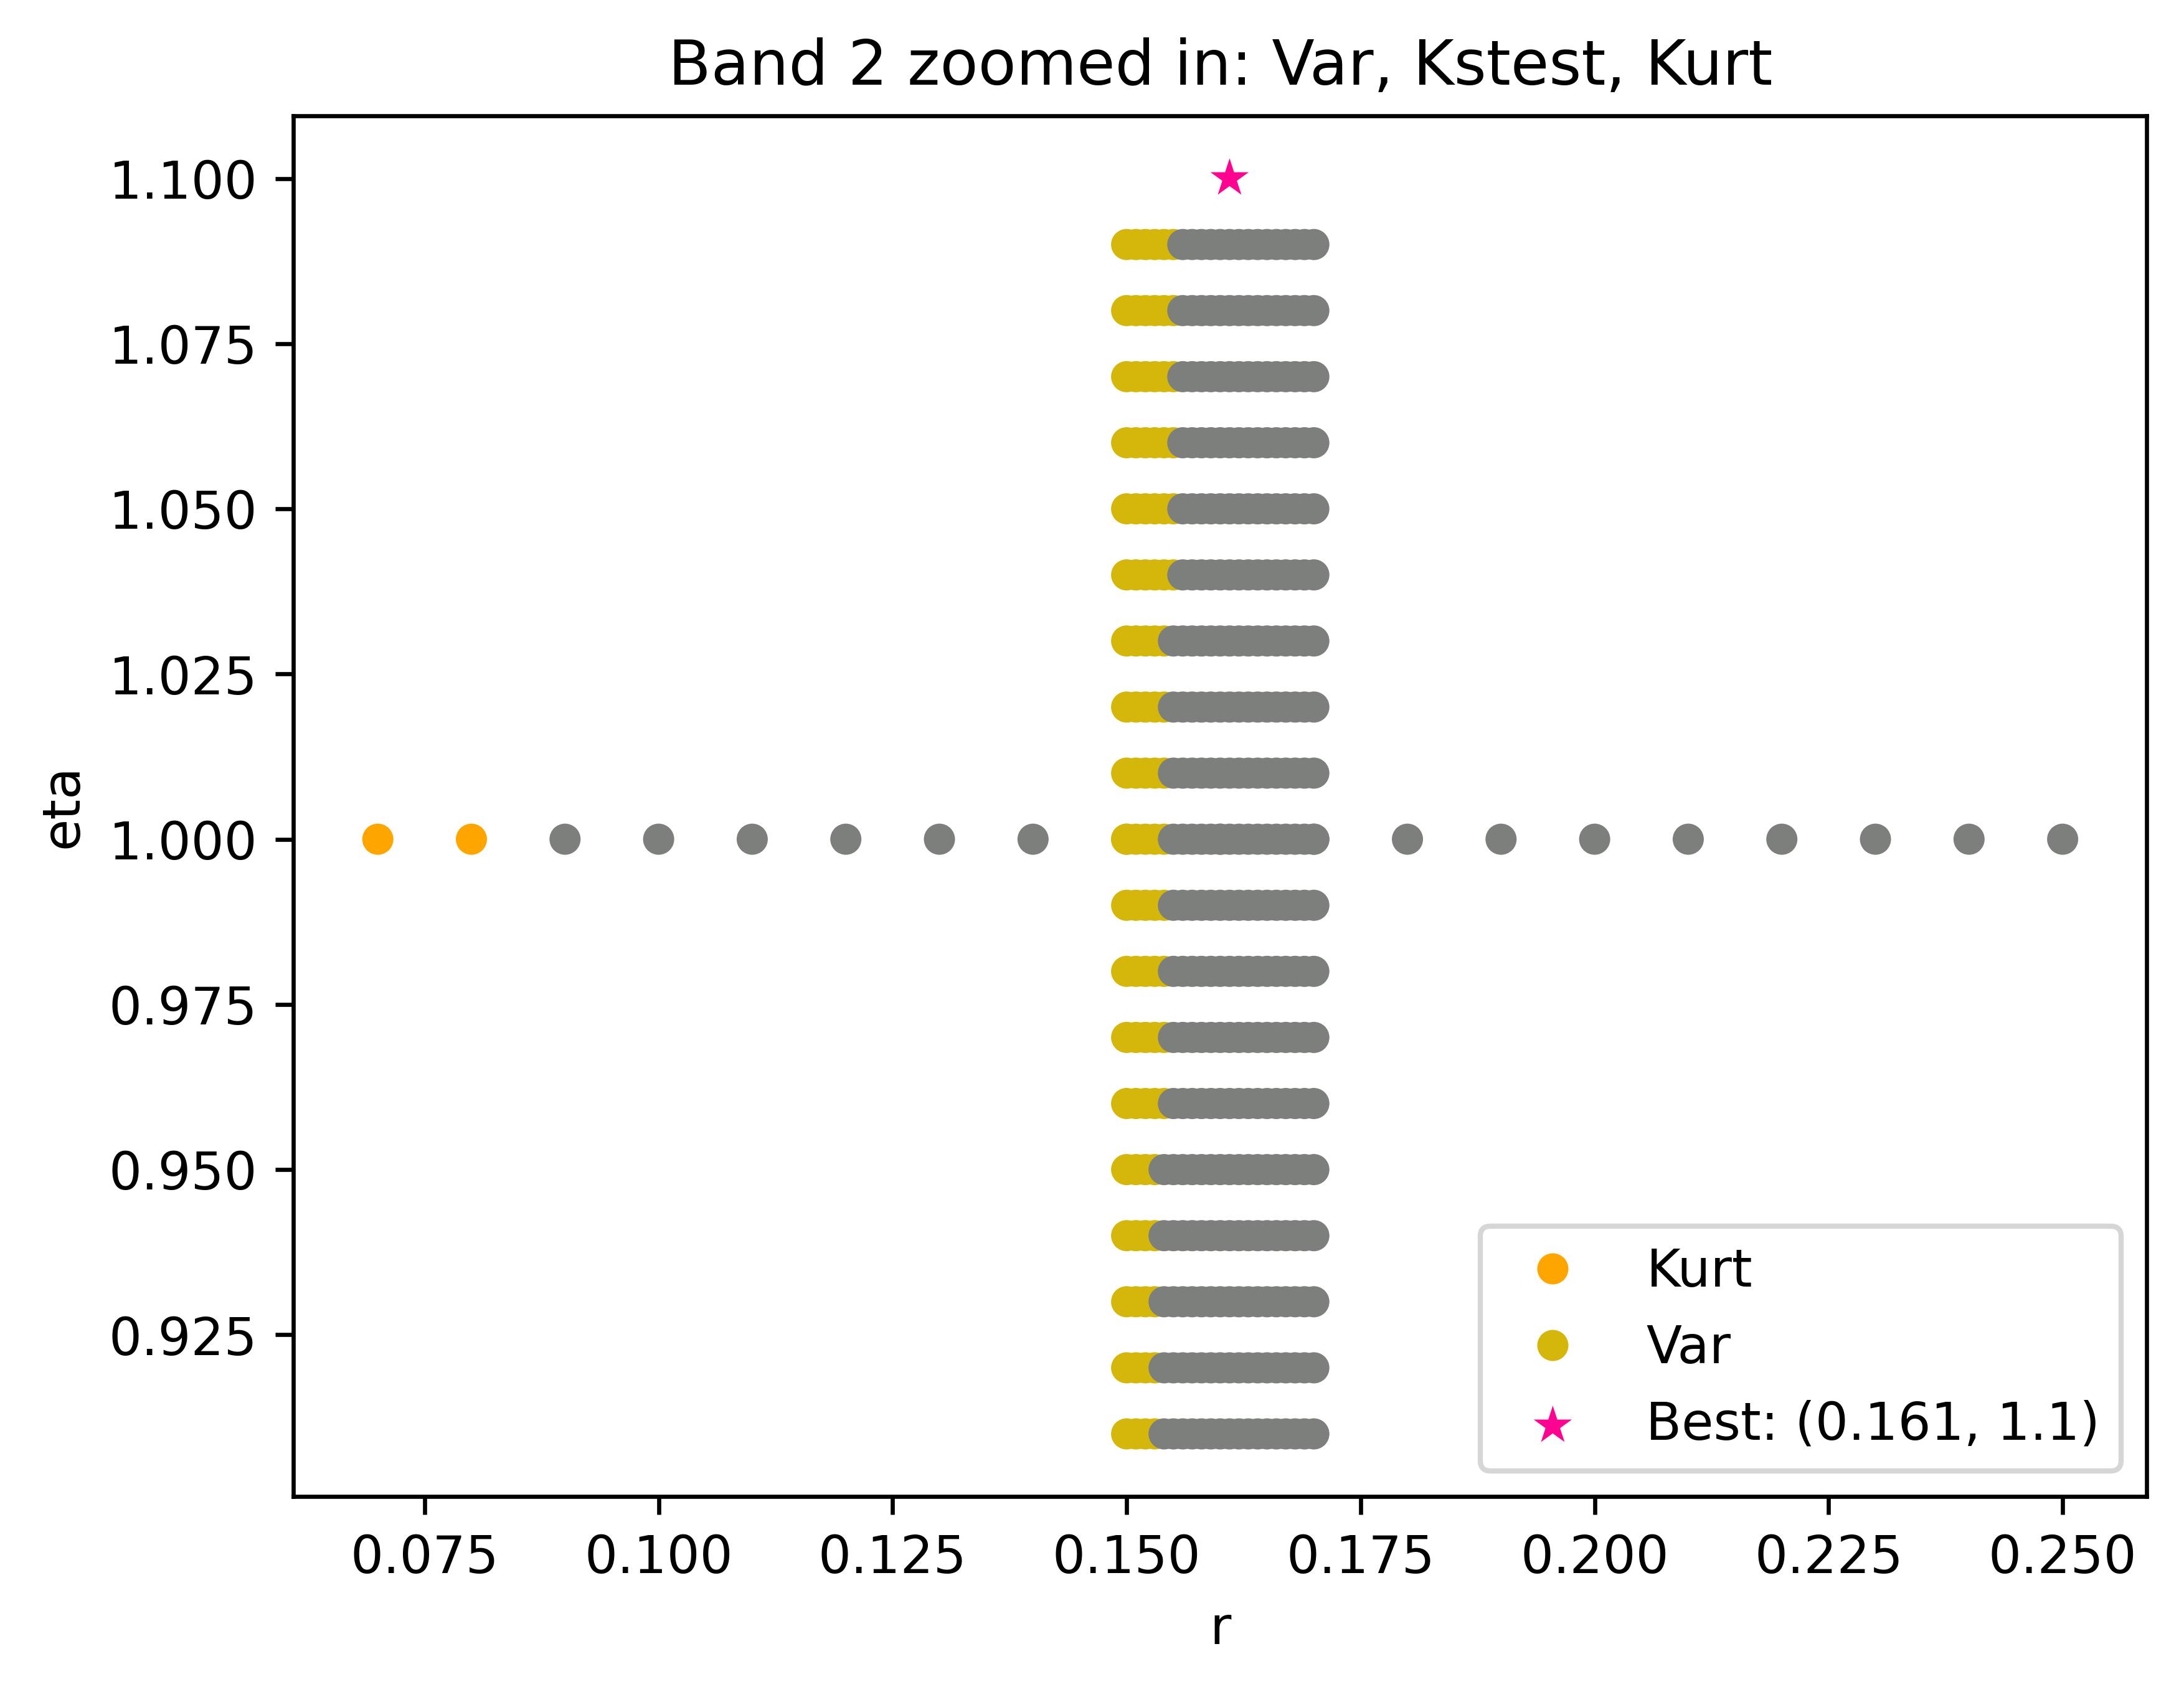 Band 2 zoomed in: Var, Kstest, Kurt
1.100
1.075
1.050
1.025
1.000
0.975
0.950
0.925
eta
Kurt
Var
Best: (0.161, 1.1)
0.075 0.100 0.125 0.150 0.175 0.200 0.225 0.250
r